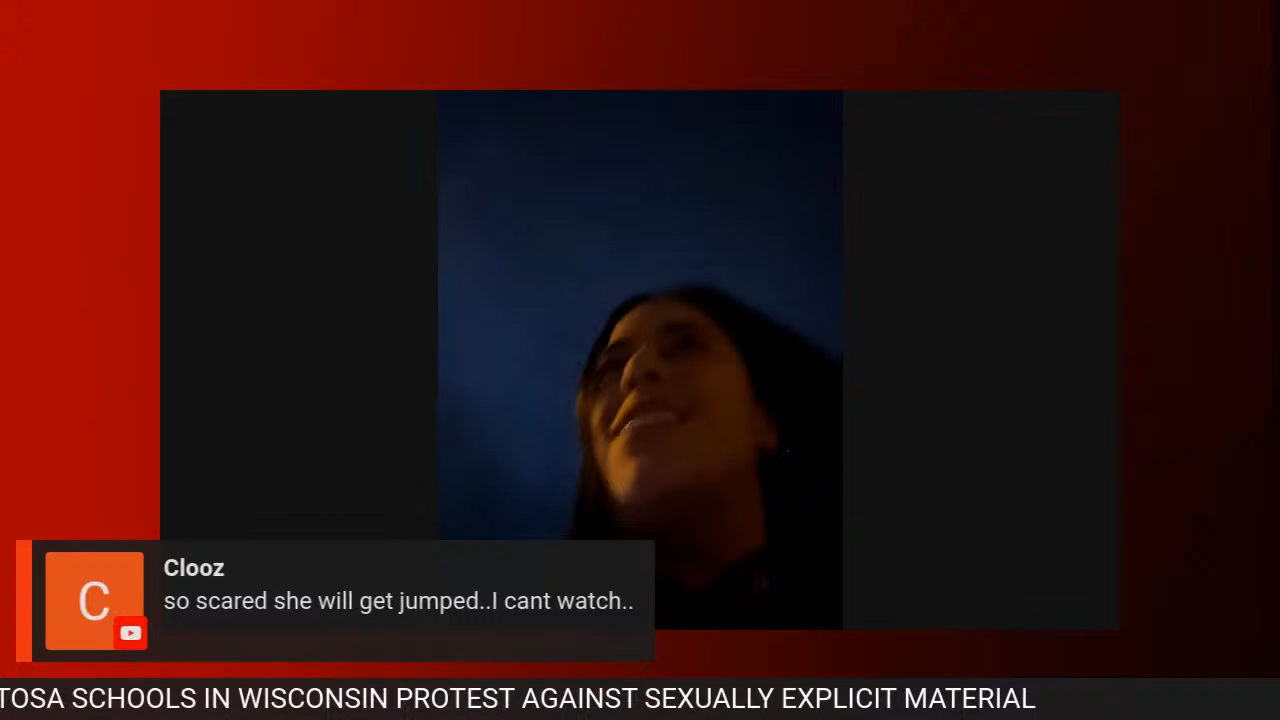 C
Clooz
so scared she will get jumped..I cant watch..
TOSA SCHOOLS IN WISCONSIN PROTEST AGAINST SEXUALLY EXPLICIT MATERIAL